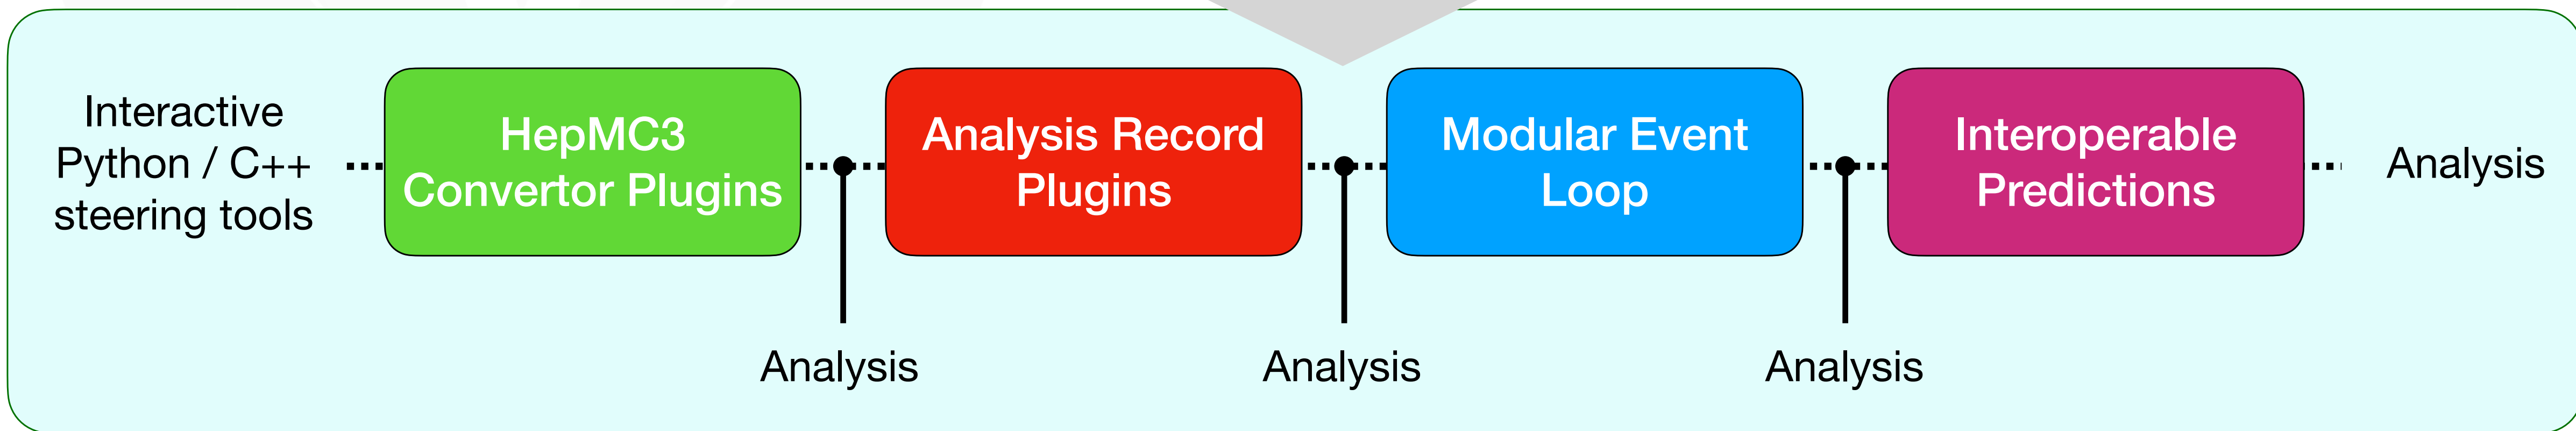 Interactive
Python / C++
steering tools
HepMC3
Convertor Plugins
Analysis Record
Plugins
Modular Event
Loop
Interoperable
Predictions
Analysis
Analysis
Analysis
Analysis